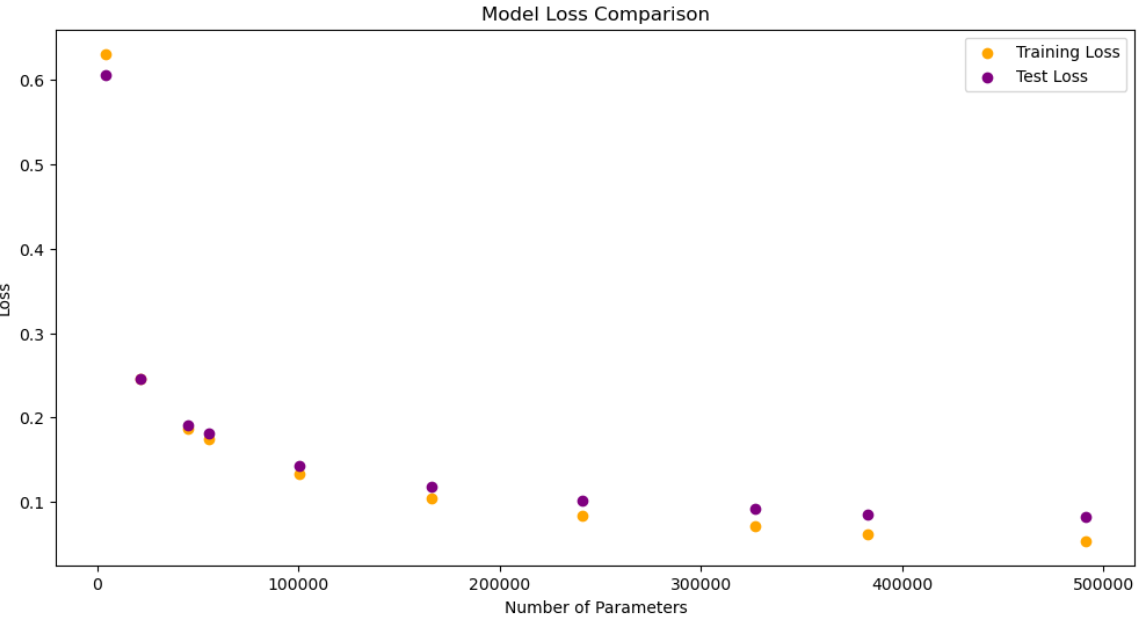 Model Loss Comparison
Training Loss
Test Loss
0.6
0.5
0.4
0.3
0.2
0.1
Loss
0
100000
200000
300000
400000
500000
Number of Parameters